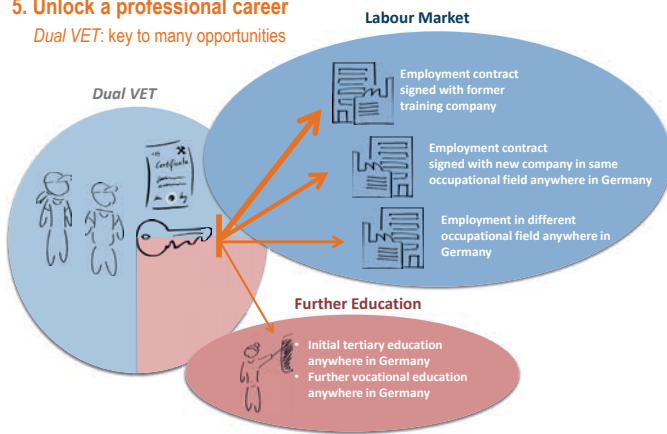 5. Unlock a professional career
Dual VET: key to many opportunities
Labour Market
Dual VET
Certificate
Employment contract
signed with former
training company
Employment contract
signed with new company in same
occupational field anywhere in Germany
Employment in different
occupational field anywhere in
Germany
Further Education
• Initial tertiary education
anywhere in Germany
• Further vocational education
anywhere in Germany